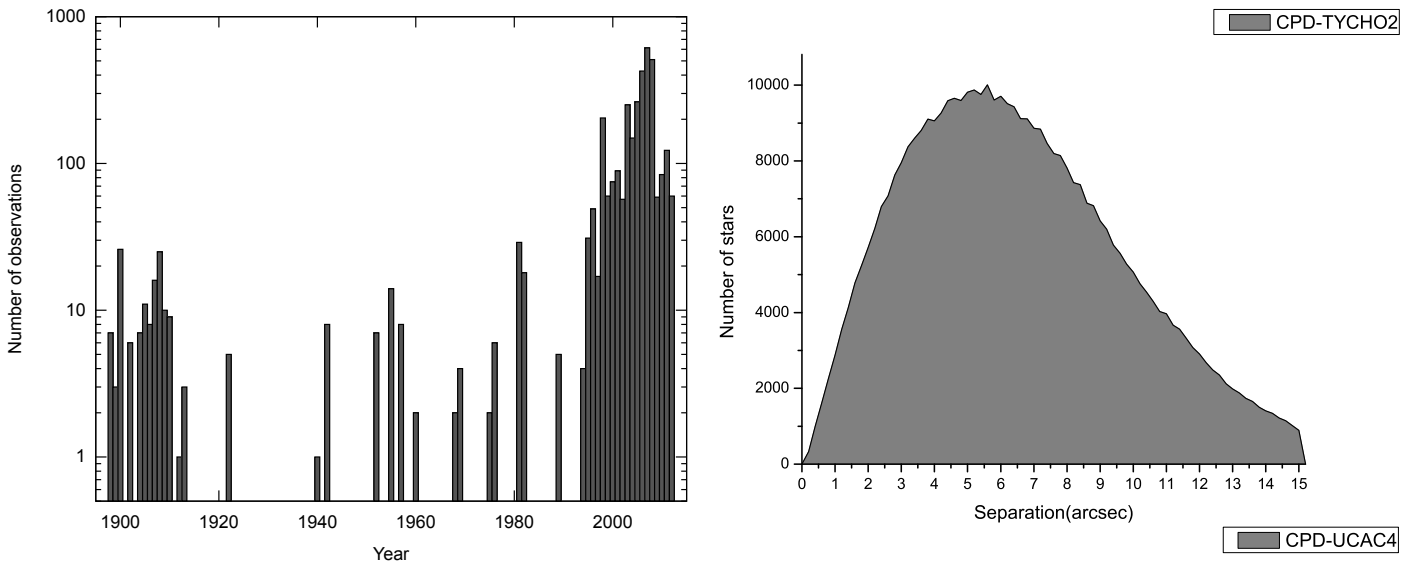 1000
100
10
1
Number of observations
1900 1920 1940 1960 1980 2000
Year
CPD-TYCHO2
10000
8000
6000
4000
2000
0
Number of stars
0 1 2 3 4 5 6 7 8 9 10 11 12 13 14 15
Separation(arcsec)
CPD-UCAC4